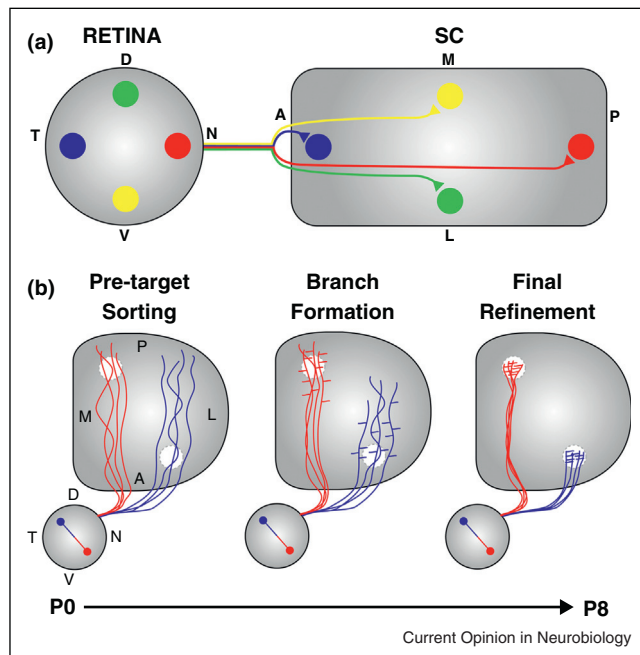 (a)
RETINA
SC
D
M
T
N
A
P
V
L
(b)
Pre-target
Sorting
Branch
Formation
Final
Refinement
P
M
L
A
D
T
N
V
P0
P8
Current Opinion in Neurobiology